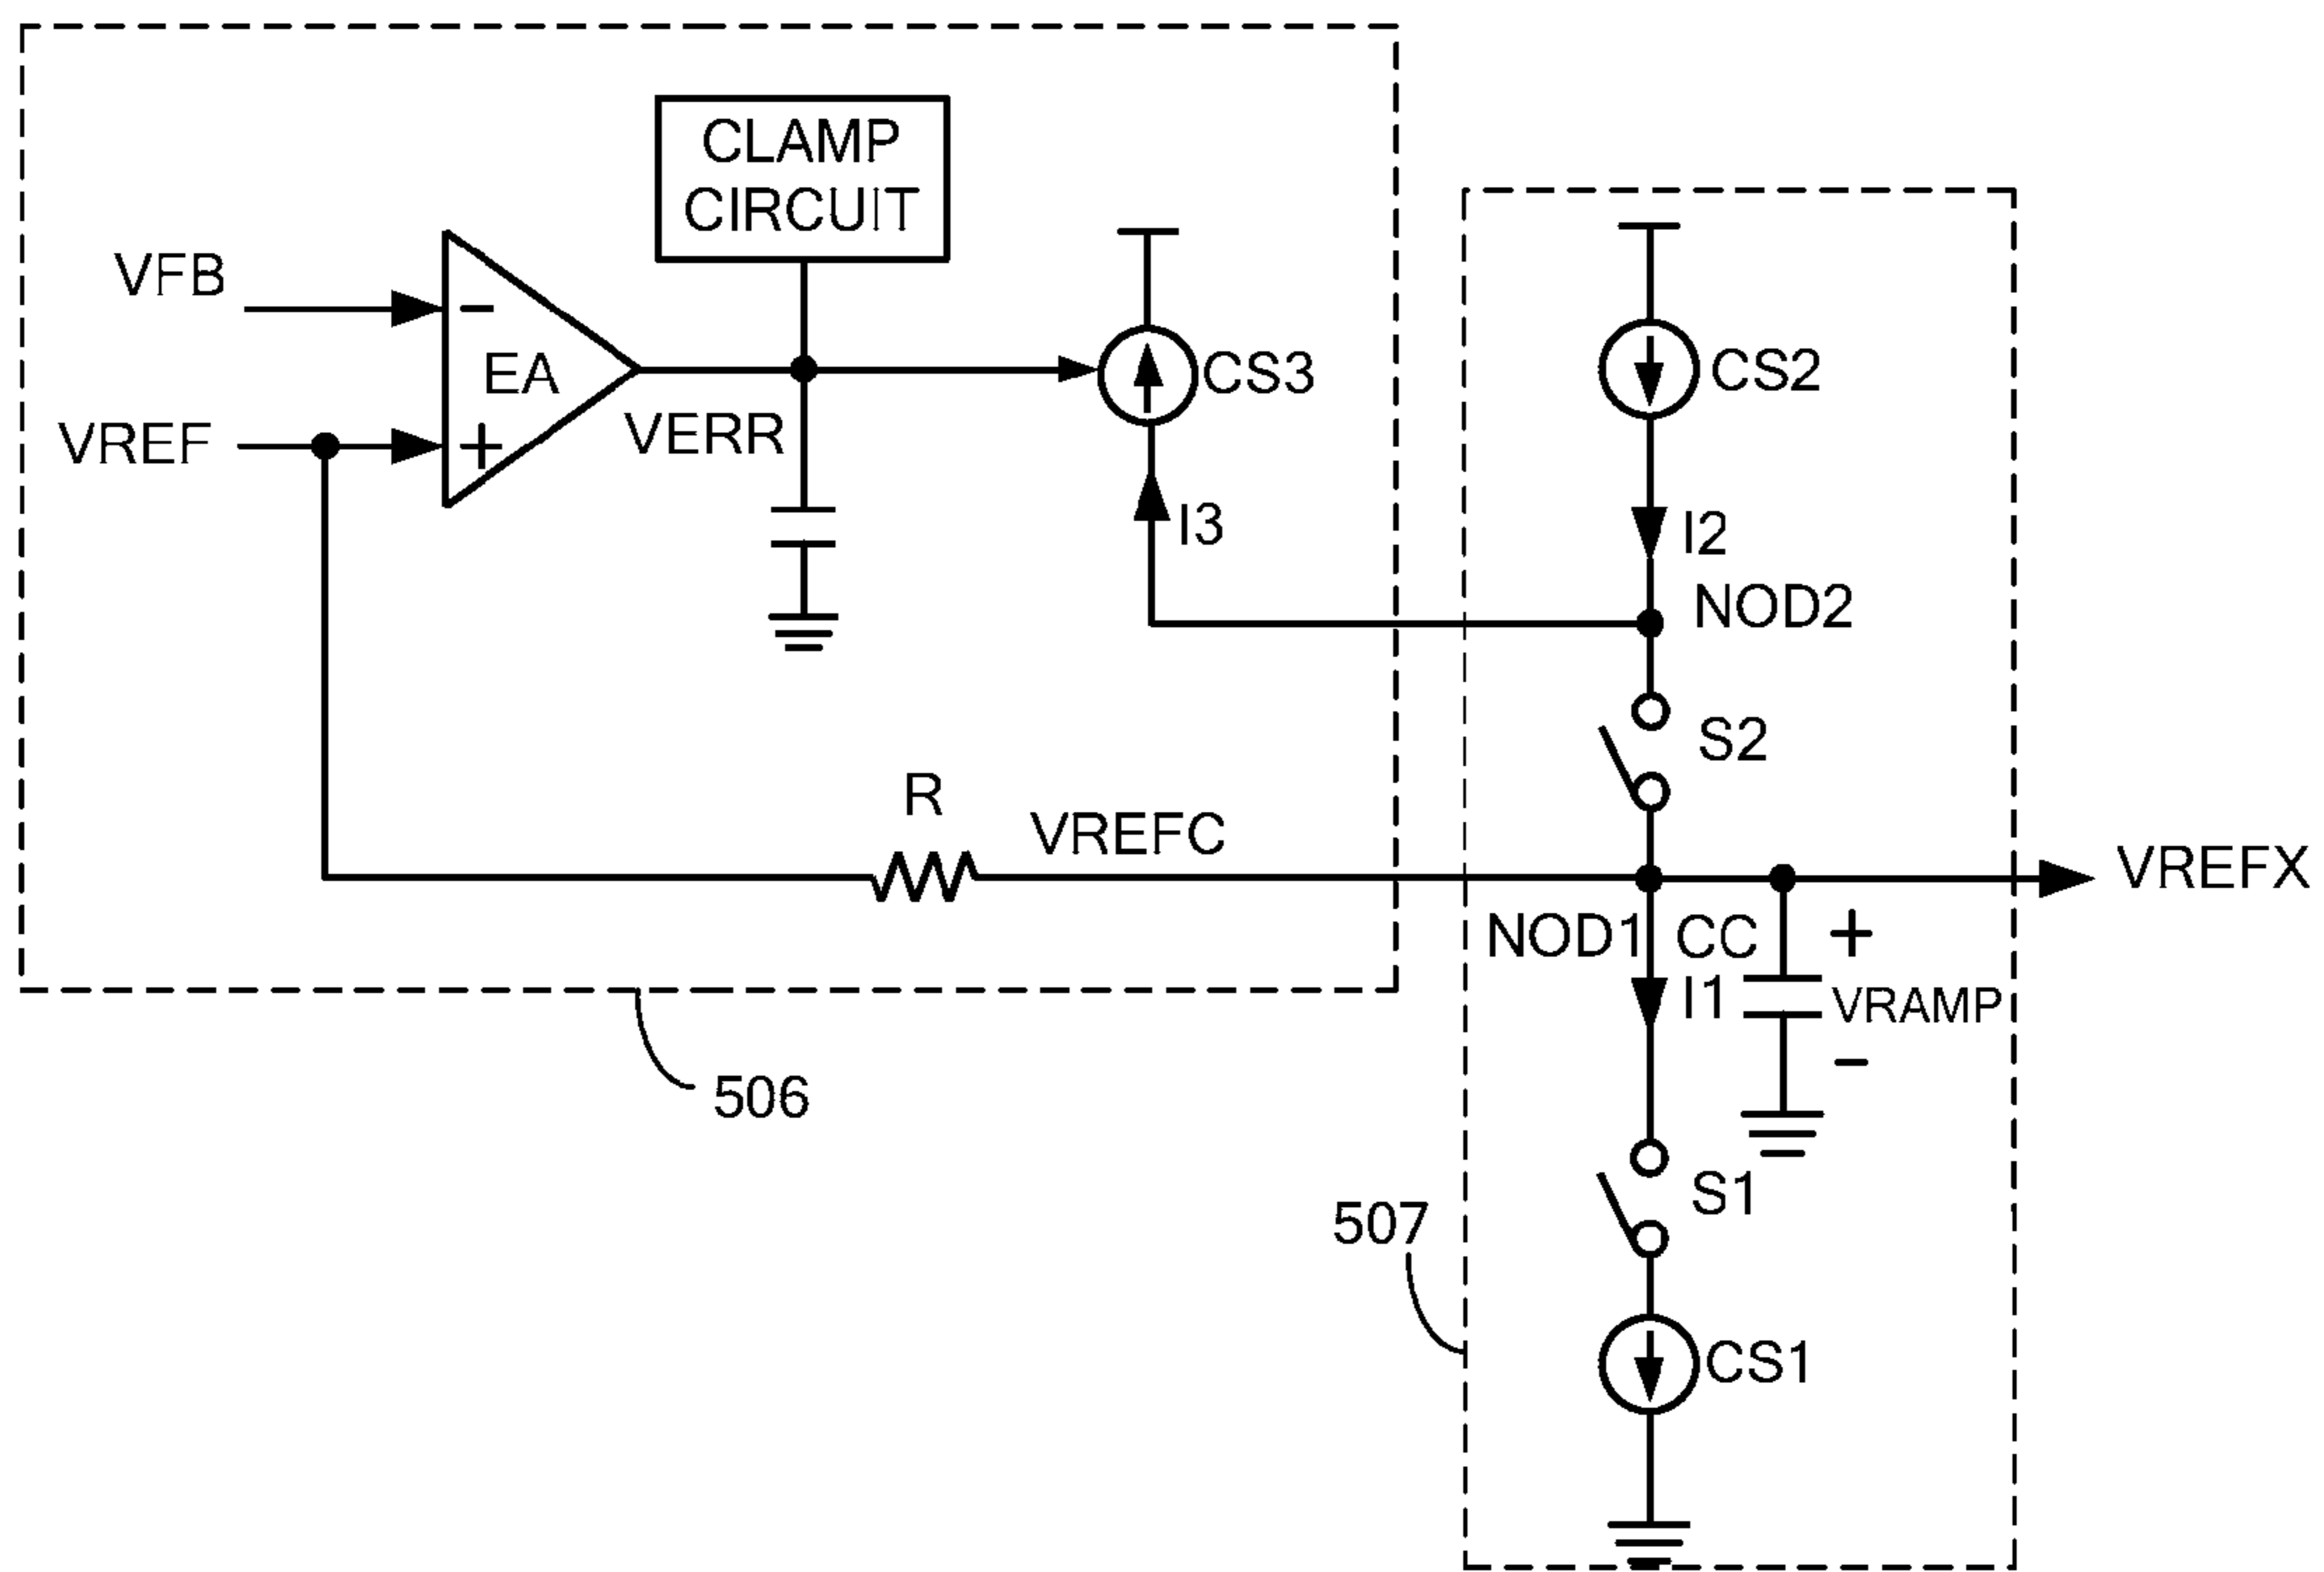 CLAMP
CIRCUIT
VFB
-
EA
VREF
+
VERR
CS3
I3
CS2
I2
NOD2
S2
R
VREFC
VREFX
NOD1
CC
+
I1
VRAMP
-
506
S1
507
CS1